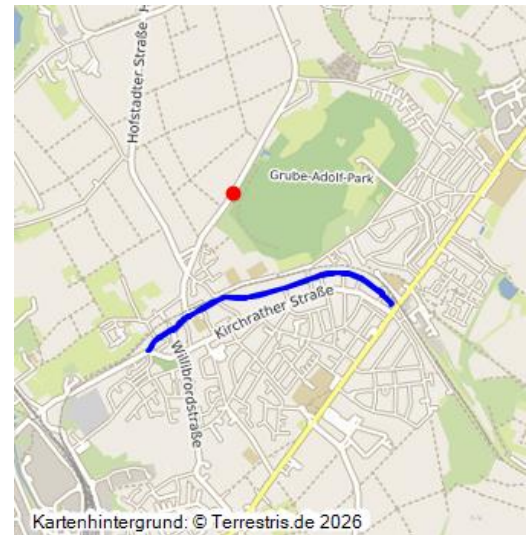 Hofstadter Straße
Grube-Adolf-Park
Kirchrather Straße
Willibrordstraße
Kartenhintergrund: © Terrestris.de 2026